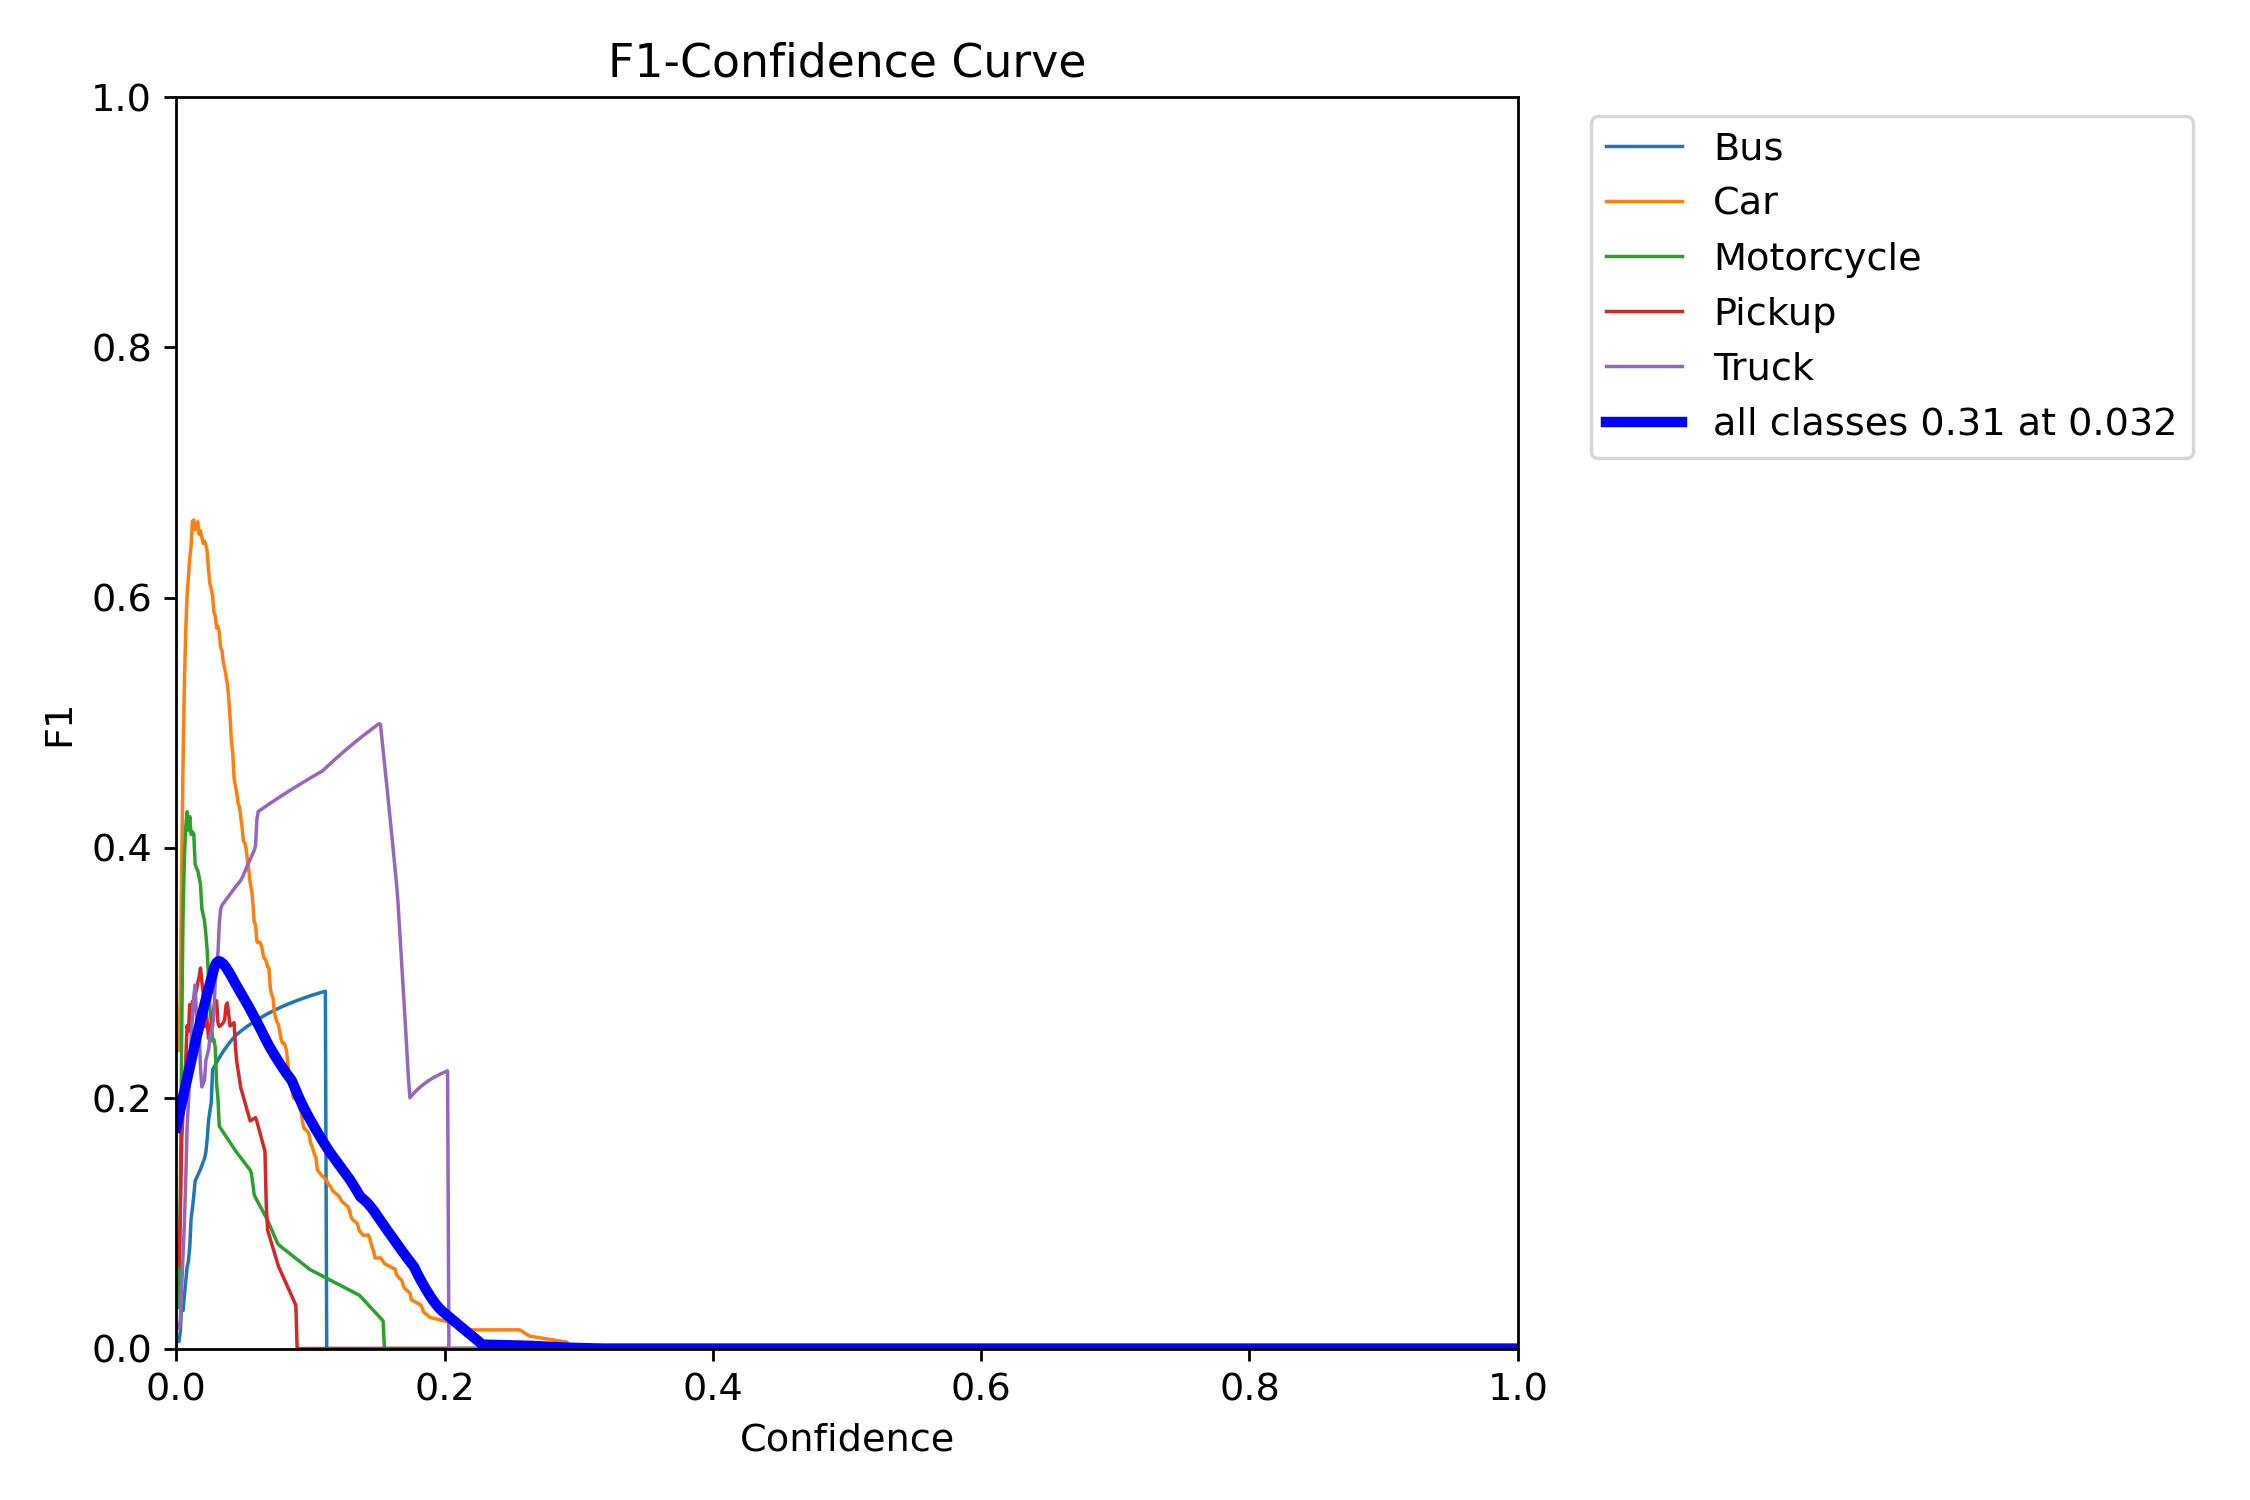 F1-Confidence Curve
1.0
0.8
0.6
0.4
0.2
0.0
F1
0.0 0.2 0.4 0.6 0.8 1.0
Confidence
Bus
Car
Motorcycle
Pickup
Truck
all classes 0.31 at 0.032